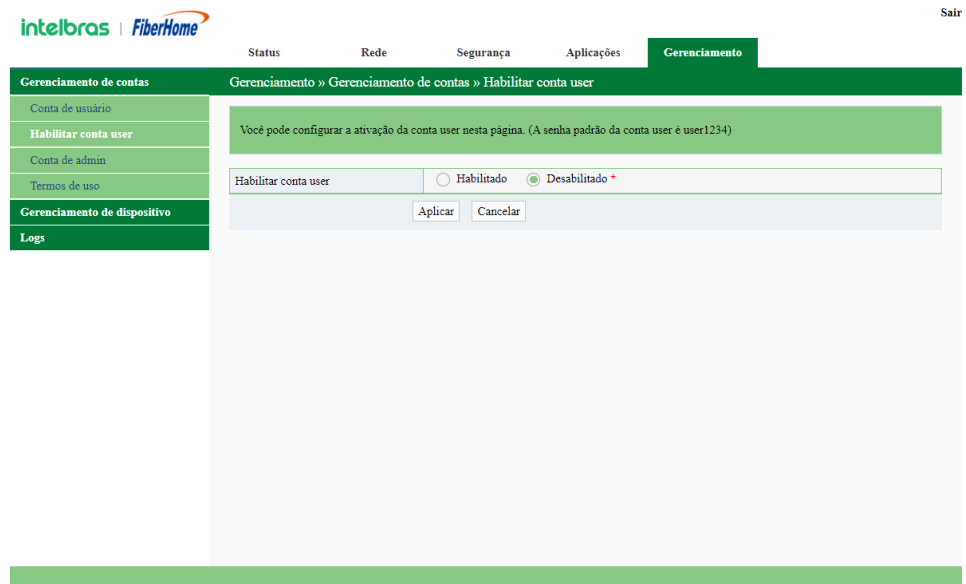 Sair
intelbras | FiberHome
Status Rede Segurança Aplicações Gerenciamento
Gerenciamento de contas
Conta de usuário
Habilitar conta user
Conta de admin
Termos de uso
Gerenciamento de dispositivo
Logs
Gerenciamento » Gerenciamento de contas » Habilitar conta user
Você pode configurar a ativação da conta user nesta página. (A senha padrão da conta user é user1234)
Habilitar conta user Habilitado Desabilitado *
Aplicar Cancelar